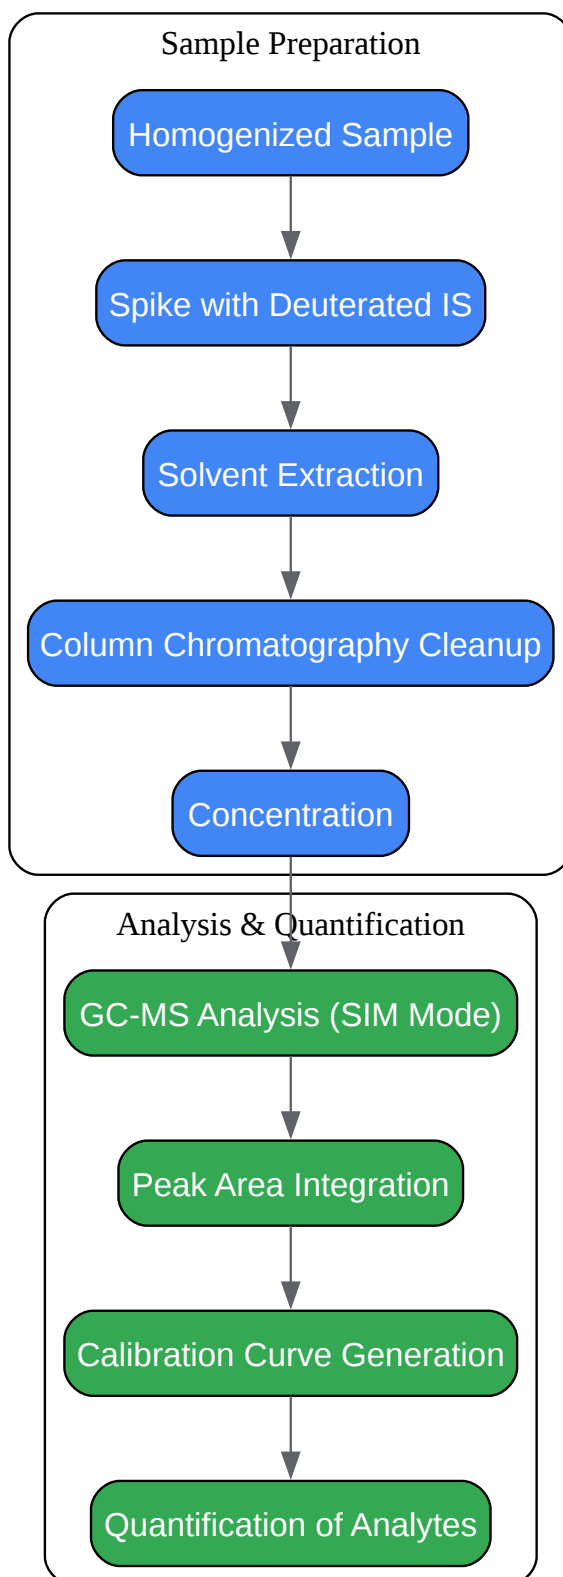 Sample Preparation
Homogenized Sample
Spike with Deuterated IS
Solvent Extraction
Column Chromatography Cleanup
Concentration
Analysis & Quantification
GC-MS Analysis (SIM Mode)
Peak Area Integration
Calibration Curve Generation
Quantification of Analytes